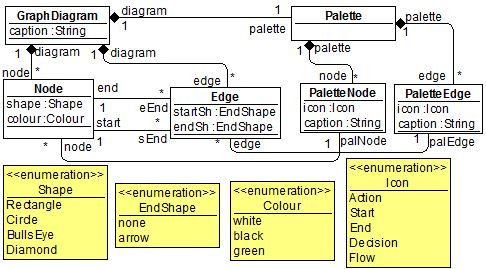 GraphDiagram
caption :String
diagram
1
1
palette
Palette
palette
1
1
diagram
1
diagram
1
palette
node
*
edge
*
node
*
edge
*
Node
shape :Shape
colour :Colour
end
1
*
eEnd
start
1
*
sEnd
Edge
startSh :EndShape
endSh :EndShape
PaletteNode
icon :Icon
caption :String
PaletteEdge
icon :Icon
caption :String
*
node
*
edge
1
palNode
1
palEdge
<<enumeration>>
Shape
Rectangle
Circle
BullsEye
Diamond
<<enumeration>>
EndShape
none
arrow
<<enumeration>>
Colour
white
black
green
<<enumeration>>
Icon
Action
Start
End
Decision
Flow